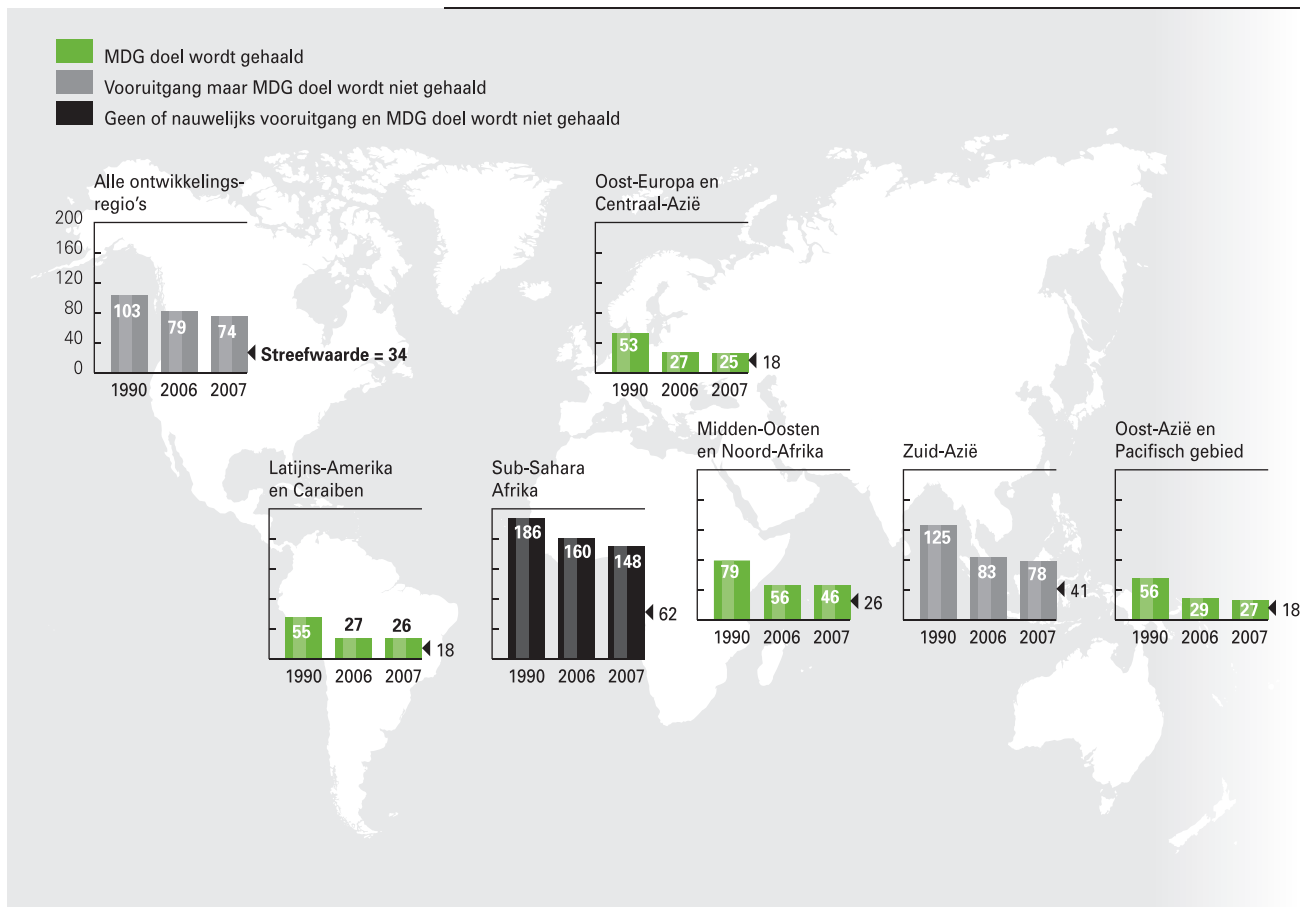 MDG doel wordt gehaald
Vooruitgang maar MDG doel wordt niet gehaald
Geen of nauwelijks vooruitgang en MDG doel wordt niet gehaald
Alle ontwikkelings-
regio's
200
160
120
80
40
0
103
79
74
Streefwaarde = 34
1990 2006 2007
Oost-Europa en
Centraal-Azië
53
27
25
18
1990 2006 2007
Latijns-Amerika
en Caraiben
55
27
26
18
1990 2006 2007
Sub-Sahara
Afrika
186
160
148
62
1990 2006 2007
Midden-Oosten
en Noord-Afrika
79
56
46
26
1990 2006 2007
Zuid-Azië
125
83
78
41
1990 2006 2007
Oost-Azië en
Pacifisch gebied
56
29
27
18
1990 2006 2007